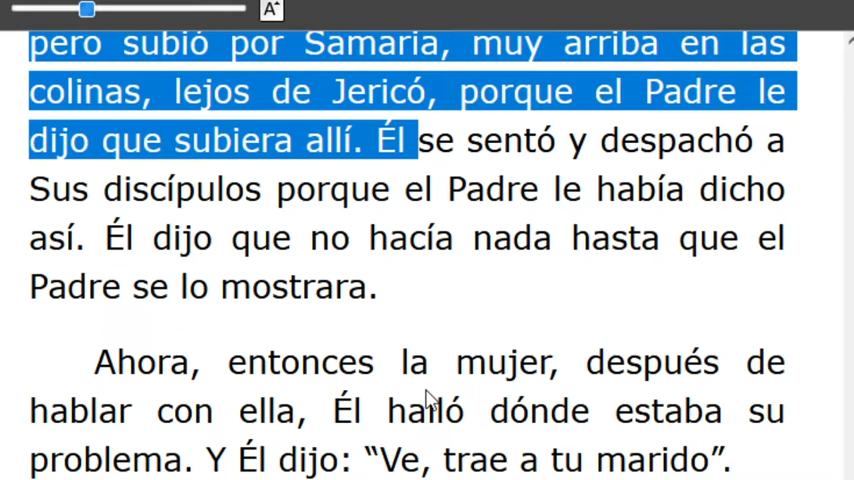 A
pero subió por Samaria, muy arriba en las
colinas, lejos de Jericó, porque el Padre le
dijo que subiera allí. Él se sentó y despachó a
Sus discípulos porque el Padre le había dicho
así. Él dijo que no hacía nada hasta que el
Padre se lo mostrara.
Ahora, entonces la mujer, después de
hablar con ella, Él halló dónde estaba su
problema. Y Él dijo: “Ve, trae a tu marido”.